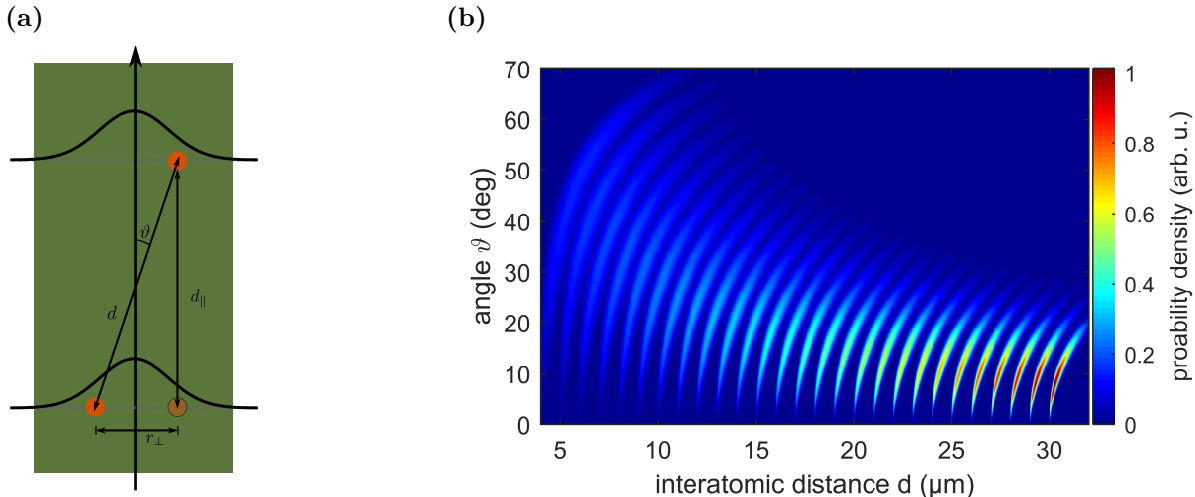 (a)
ϑ
d
d∥
r⊥
(b)
70
60
50
40
30
20
10
0
angle ϑ (deg)
5 10 15 20 25 30
interatomic distance d (μm)
1
0.8
0.6
0.4
0.2
0
proability density (arb. u.)